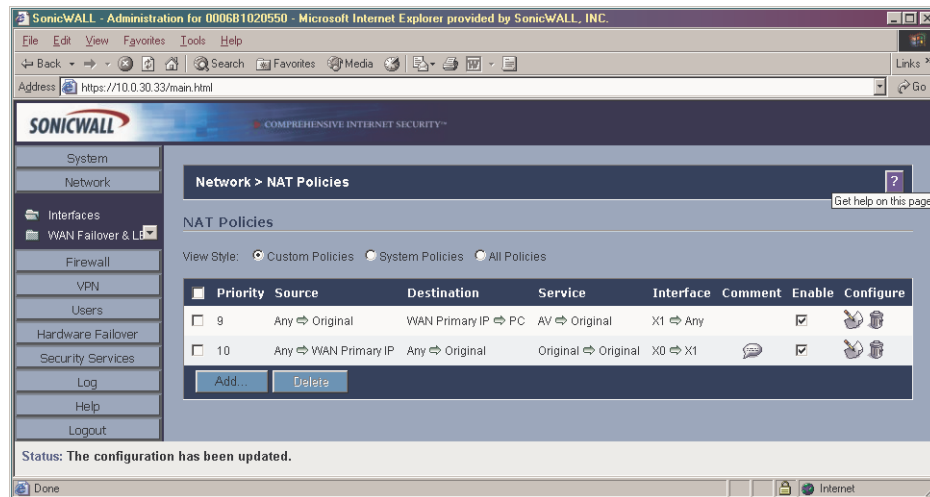 SonicWALL - Administration for 0006B1020550 - Microsoft Internet Explorer provided by SonicWALL, INC.
File Edit View Favorites Tools Help
Back Search Favorites Media Links »
Address https://10.0.30.33/main.html Go
SONICWALL COMPREHENSIVE INTERNET SECURITY™
System
Network
Interfaces
WAN Failover & LB
Firewall
VPN
Users
Hardware Failover
Security Services
Log
Help
Logout
Network > NAT Policies ?
Get help on this page
NAT Policies
View Style: Custom Policies System Policies All Policies
Priority Source Destination Service Interface Comment Enable Configure
9 Any ⇨ Original WAN Primary IP ⇨ PC AV ⇨ Original X1 ⇨ Any
10 Any ⇨ WAN Primary IP Any ⇨ Original Original ⇨ Original X0 ⇨ X1
Add... Delete
Status: The configuration has been updated.
Done Internet